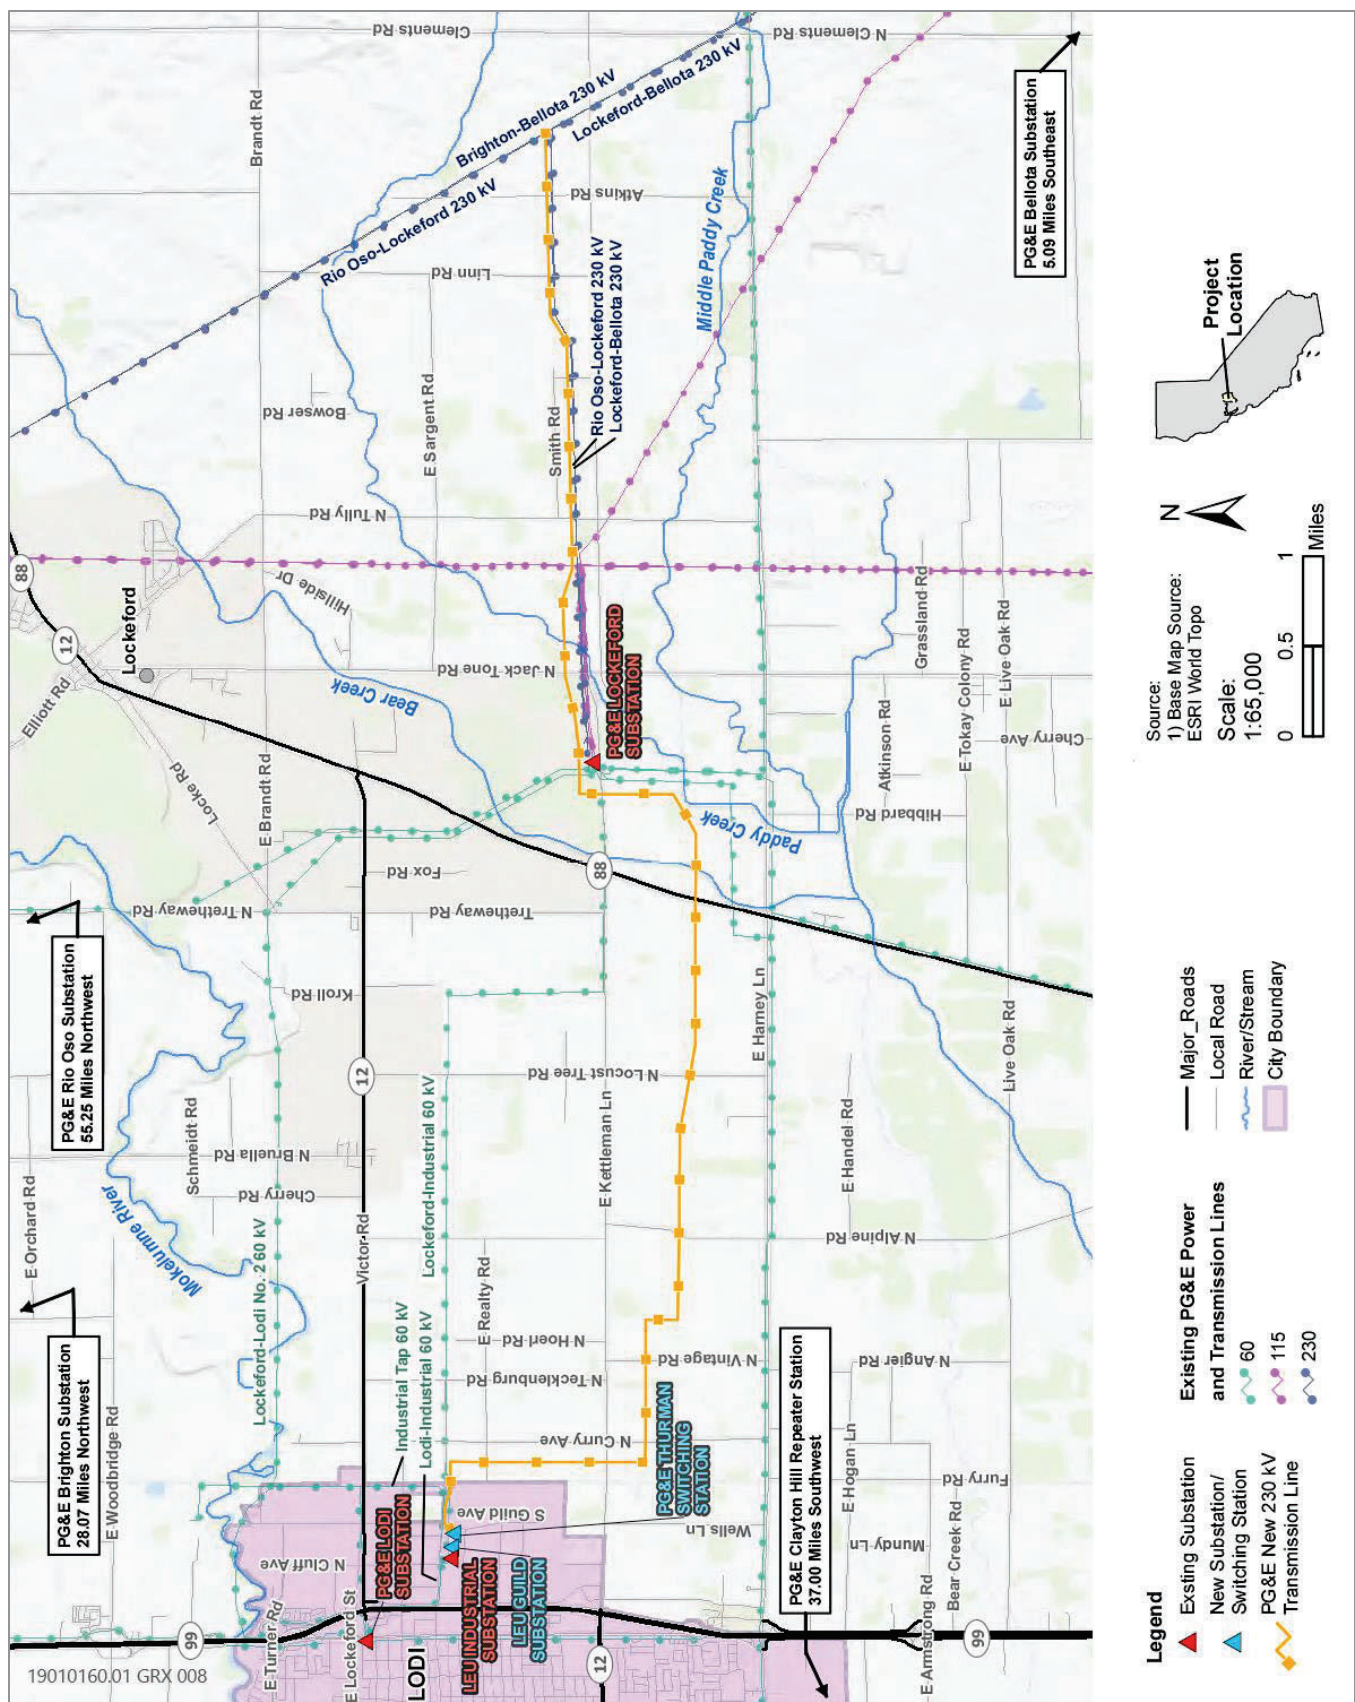 PG&E Brighton Substation
28.07 Miles Northwest
PG&E Rio Oso Substation
55.25 Miles Northwest
PG&E Clayton Hill Repeater Station
37.00 Miles Southwest
PG&E Bellota Substation
5.09 Miles Southeast
19010160.01 GRX 008
99
E Turner Rd
E Lockeford St
LODI
N Cluff Ave
E Woodbridge Rd
E Orchard Rd
Mokelumne River
Schmeidt Rd
N Bruella Rd
Cherry Rd
Lockeford-Lodi No. 2 60 kV
Victor Rd
12
Industrial Tap 60 kV
Lodi-Industrial 60 kV
Lockeford-Industrial 60 kV
PG&E LODI
SUBSTATION
LEU INDUSTRIAL
SUBSTATION
LEU GUILD
SUBSTATION
PG&E THURMAN
SWITCHING
STATION
S Guild Ave
N Curry Ave
N Tecklenburg Rd
N Hoerl Rd
E Realty Rd
N Vintage Rd
Wells Ln
12
E Kettleman Ln
N Locust Tree Rd
Kroll Rd
N Tretheway Rd
Tretheway Rd
Fox Rd
E Brandt Rd
Locke Rd
Elliott Rd
Lockeford
12
88
88
Bear Creek
Hillside Dr
N Jack Tone Rd
N Tully Rd
PG&E LOCKEFORD
SUBSTATION
Paddy Creek
Middle Paddy Creek
Bowser Rd
E Sargent Rd
Smith Rd
Linn Rd
Atkins Rd
Brandt Rd
Clements Rd
N Clements Rd
Rio Oso-Lockeford 230 kV
Brighton-Bellota 230 kV
Lockeford-Bellota 230 kV
Rio Oso-Lockeford 230 kV
Lockeford-Bellota 230 kV
E Harney Ln
E Handel Rd
N Alpine Rd
N Angier Rd
E Hogan Ln
Mundy Ln
Furry Rd
Bear Creek Rd
E Armstrong Rd
99
Live Oak Rd
E Live Oak Rd
E Tokay Colony Rd
Hibbard Rd
Atkinson Rd
Grassland Rd
Cherry Ave
Legend
Existing Substation
New Substation/
Switching Station
PG&E New 230 kV
Transmission Line
Existing PG&E Power
and Transmission Lines
60
115
230
Major_Roads
Local Road
River/Stream
City Boundary
Source:
1) Base Map Source:
ESRI World Topo
Scale:
1:65,000
N
0 0.5 1
Miles
Project
Location